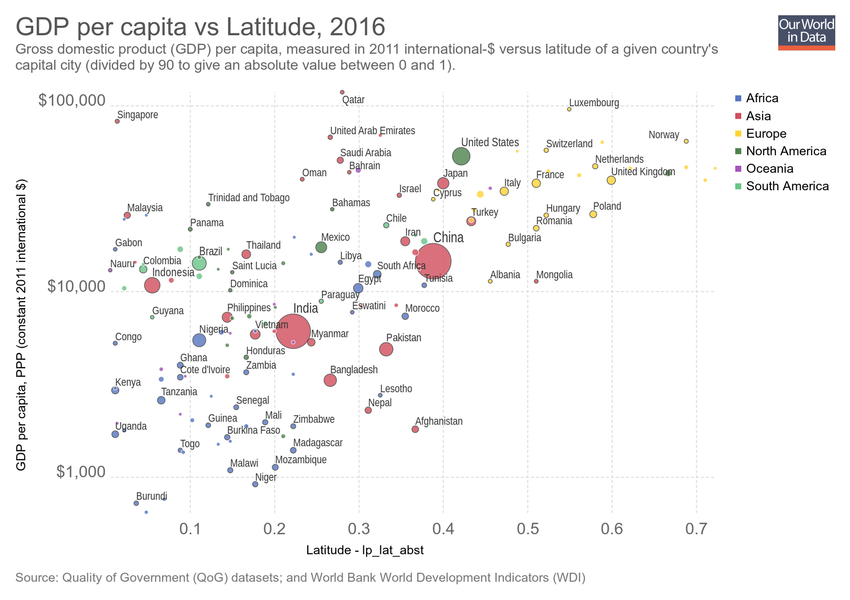 GDP per capita vs Latitude, 2016
Our World
in Data
Gross domestic product (GDP) per capita, measured in 2011 international-$ versus latitude of a given country's
capital city (divided by 90 to give an absolute value between 0 and 1).
Africa
Asia
Europe
North America
Oceania
South America
GDP per capita, PPP (constant 2011 international $)
$100,000
$10,000
$1,000
Qatar
Luxembourg
Singapore
United Arab Emirates
United States
Switzerland
Norway
Saudi Arabia
Bahrain
Netherlands
Oman
Japan
France
United Kingdom
Israel
Cyprus
Italy
Trinidad and Tobago
Malaysia
Bahamas
Turkey
Hungary
Poland
Panama
Chile
Romania
Gabon
Brazil
Thailand
Mexico
Iran
China
Bulgaria
Nauru
Colombia
Saint Lucia
Libya
South Africa
Indonesia
Dominica
Egypt
Tunisia
Albania
Mongolia
Guyana
Philippines
India
Paraguay
Eswatini
Morocco
Congo
Nigeria
Vietnam
Myanmar
Pakistan
Ghana
Honduras
Cote d'Ivoire
Zambia
Bangladesh
Kenya
Tanzania
Lesotho
Senegal
Nepal
Uganda
Guinea
Mali
Zimbabwe
Afghanistan
Burkina Faso
Togo
Madagascar
Malawi
Mozambique
Niger
Burundi
0.1
0.2
0.3
0.4
0.5
0.6
0.7
Latitude - lp_lat_abst
Source: Quality of Government (QoG) datasets; and World Bank World Development Indicators (WDI)